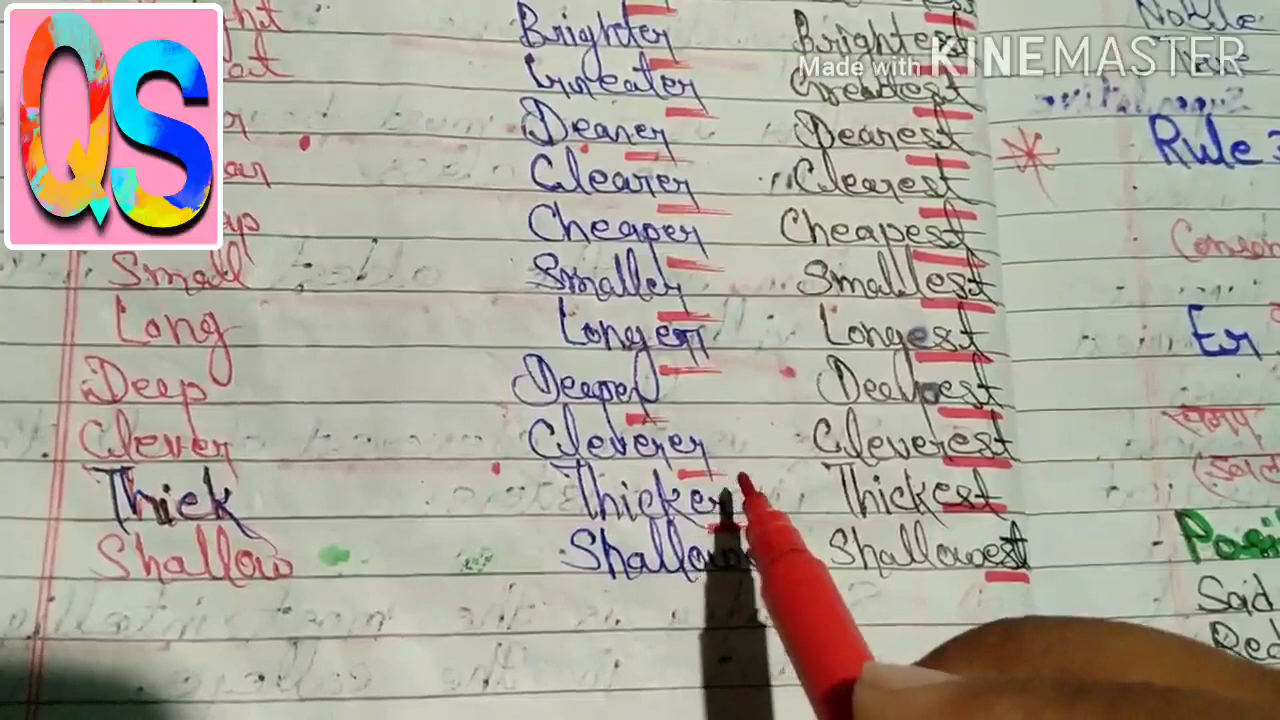 QS
Made with KINEMASTER
Brighter Brightest
Greater Greatest
Dearer Dearest
Clearer Clearest
Cheaper Cheapest
Small Smaller Smallest
Long Longer Longest
Deep Deeper Deepest
Clever Cleverer Cleverest
Thick Thicker Thickest
Shallow Shallowest
Noble
Rule
Er
Said